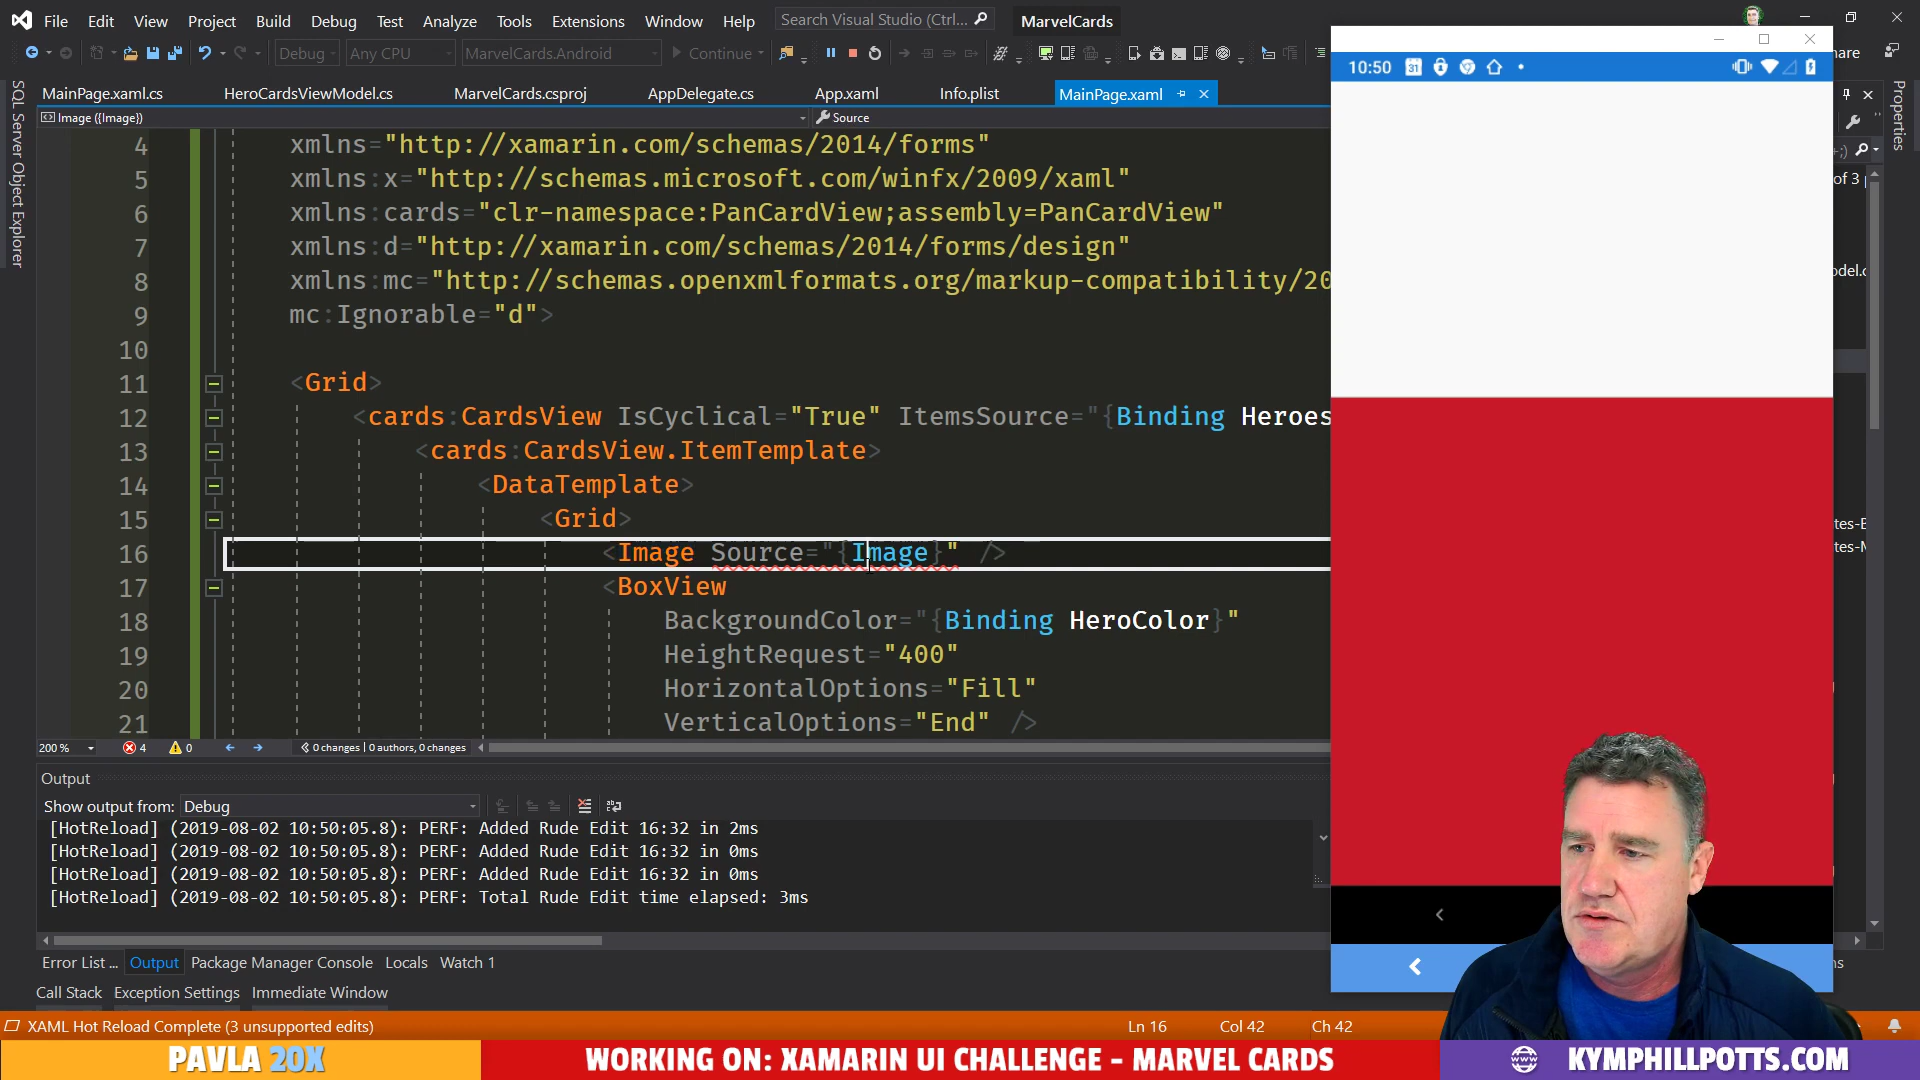 File Edit View Project Build Debug Test Analyze Tools Extensions Window Help Search Visual Studio (Ctrl... MarvelCards
Debug Any CPU MarvelCards.Android Continue
MainPage.xaml.cs HeroCardsViewModel.cs MarvelCards.csproj AppDelegate.cs App.xaml Info.plist MainPage.xaml
Image ({Image}) Source
SQL Server Object Explorer
Properties
4 xmlns="http://xamarin.com/schemas/2014/forms"
5 xmlns:x="http://schemas.microsoft.com/winfx/2009/xaml"
6 xmlns:cards="clr-namespace:PanCardView;assembly=PanCardView"
7 xmlns:d="http://xamarin.com/schemas/2014/forms/design"
8 xmlns:mc="http://schemas.openxmlformats.org/markup-compatibility/20
9 mc:Ignorable="d">
10
11 <Grid>
12 <cards:CardsView IsCyclical="True" ItemsSource="{Binding Heroes
13 <cards:CardsView.ItemTemplate>
14 <DataTemplate>
15 <Grid>
16 <Image Source="{Image}" />
17 <BoxView
18 BackgroundColor="{Binding HeroColor}"
19 HeightRequest="400"
20 HorizontalOptions="Fill"
21 VerticalOptions="End" />
200 % 4 0 0 changes | 0 authors, 0 changes
Output
Show output from: Debug
[HotReload] (2019-08-02 10:50:05.8): PERF: Added Rude Edit 16:32 in 2ms
[HotReload] (2019-08-02 10:50:05.8): PERF: Added Rude Edit 16:32 in 0ms
[HotReload] (2019-08-02 10:50:05.8): PERF: Added Rude Edit 16:32 in 0ms
[HotReload] (2019-08-02 10:50:05.8): PERF: Total Rude Edit time elapsed: 3ms
Error List ... Output Package Manager Console Locals Watch 1
Call Stack Exception Settings Immediate Window
XAML Hot Reload Complete (3 unsupported edits) Ln 16 Col 42 Ch 42
10:50 31
of 3
PAVLA 20X
WORKING ON: XAMARIN UI CHALLENGE - MARVEL CARDS
KYMPHILLPOTTS.COM